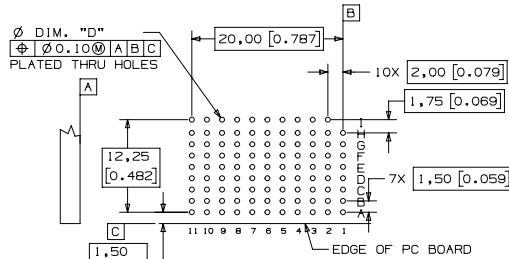 B
Ø DIM. "D"
⌖ Ø0.10Ⓜ A B C
PLATED THRU HOLES
20,00 [0.787]
10X 2,00 [0.079]
1,75 [0.069]
A
I
H
G
F
E
D
C
B
A
12,25
[0.482]
7X 1,50 [0.059]
C
11 10 9 8 7 6 5 4 3 2 1
1,50
EDGE OF PC BOARD